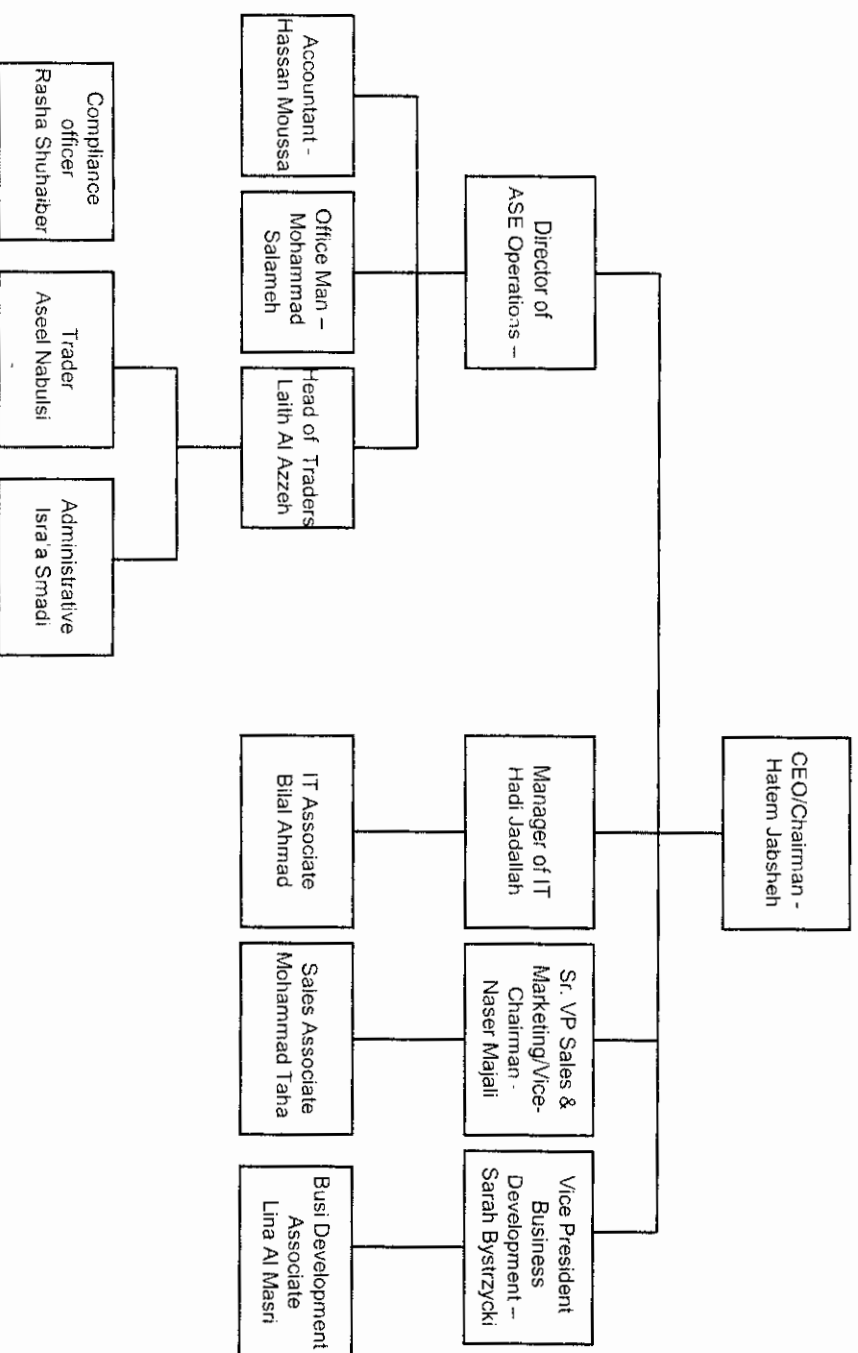 CEO/Chairman -
Hatem Jabsheh
Director of
ASE Operations –
Manager of IT
Hadi Jadallah
Sr. VP Sales &
Marketing/Vice-
Chairman -
Naser Majali
Vice President
Business
Development –
Sarah Bystrzycki
Accountant -
Hassan Moussa
Office Man –
Mohammad
Salameh
Head of Traders
Laith Al Azzeh
IT Associate
Bilal Ahmad
Sales Associate
Mohammad Taha
Busi Development
Associate
Lina Al Masri
Compliance
officer
Rasha Shuhaiber
Trader
Aseel Nabulsi
Administrative
Isra'a Smadi